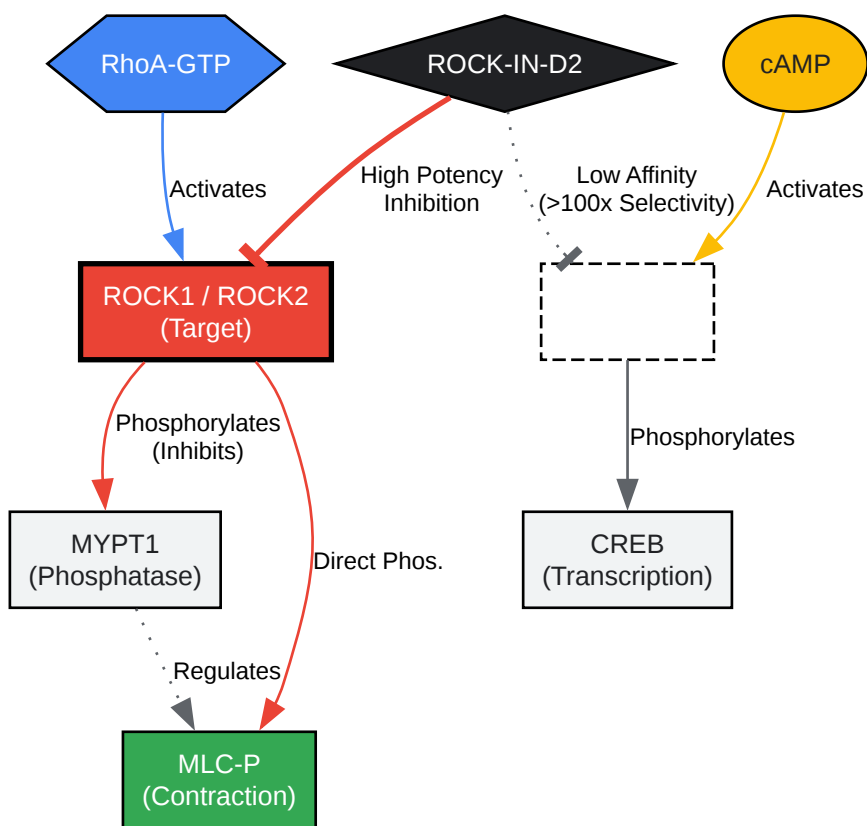 RhoA-GTP
ROCK-IN-D2
cAMP
Activates
High Potency
Inhibition
Low Affinity
(>100x Selectivity)
Activates
ROCK1 / ROCK2
(Target)
Phosphorylates
(Inhibits)
Phosphorylates
MYPT1
(Phosphatase)
Direct Phos.
CREB
(Transcription)
Regulates
MLC-P
(Contraction)